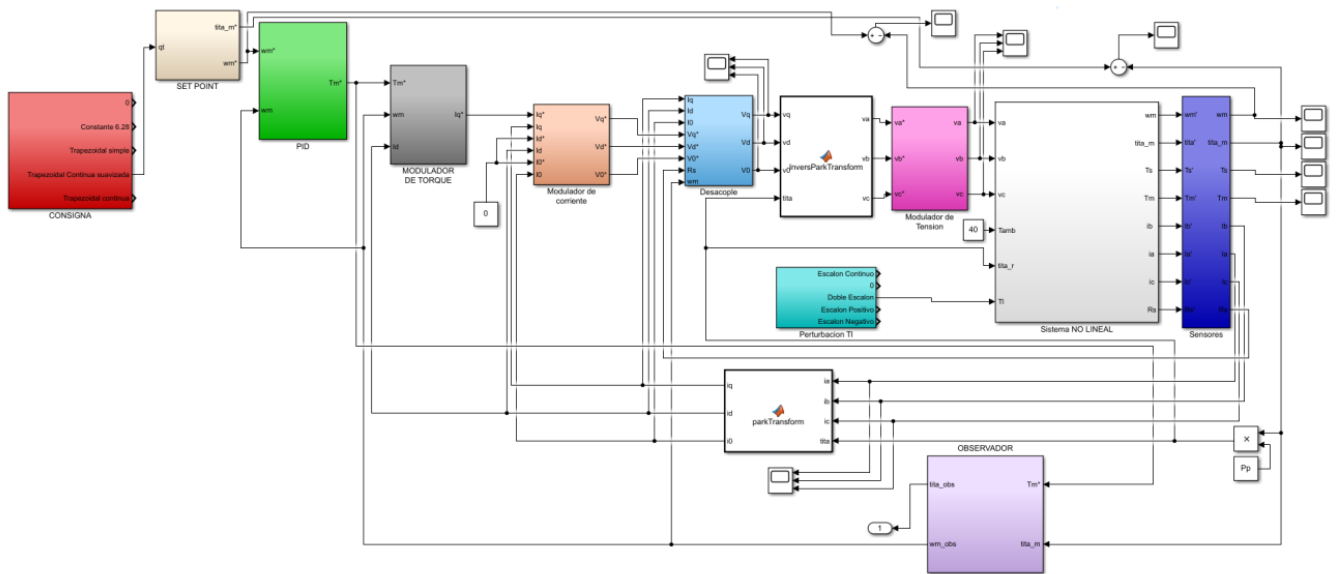 0
Constante 6.28
Trapezoidal simple
Trapezoidal Continua suavizada
Trapezoidal continua
CONSIGNA
qt
tita_m*
wm*
SET POINT
wm*
wm
Tm*
PID
Tm*
wm
Id
Iq*
MODULADOR
DE TORQUE
0
Iq*
Iq
Id*
Id
I0*
I0
Vq*
Vd*
V0*
Modulador de
corriente
Iq
Id
I0
Vq*
Vd*
V0*
Rs
wm
Vq
Vd
V0
Desacople
vq
vd
v0
tita
InversParkTransform
va
vb
vc
va*
vb*
vc*
Modulador de
Tension
Escalon Continuo
0
Doble Escalon
Escalon Positivo
Escalon Negativo
Perturbacion Tl
40
va
vb
vc
Tamb
tita_r
Tl
wm
tita_m
Ts
Tm
ib
ia
ic
Rs
Sistema NO LINEAL
wm'
tita'
Ts'
Tm'
Ib'
Ia'
Ic'
Rs'
wm
tita_m
Ts
Tm
Ib
Ia
Ic
Rs
Sensores
iq
id
i0
parkTransform
ia
ib
ic
tita
×
Pp
OBSERVADOR
tita_obs
wm_obs
Tm*
tita_m
1